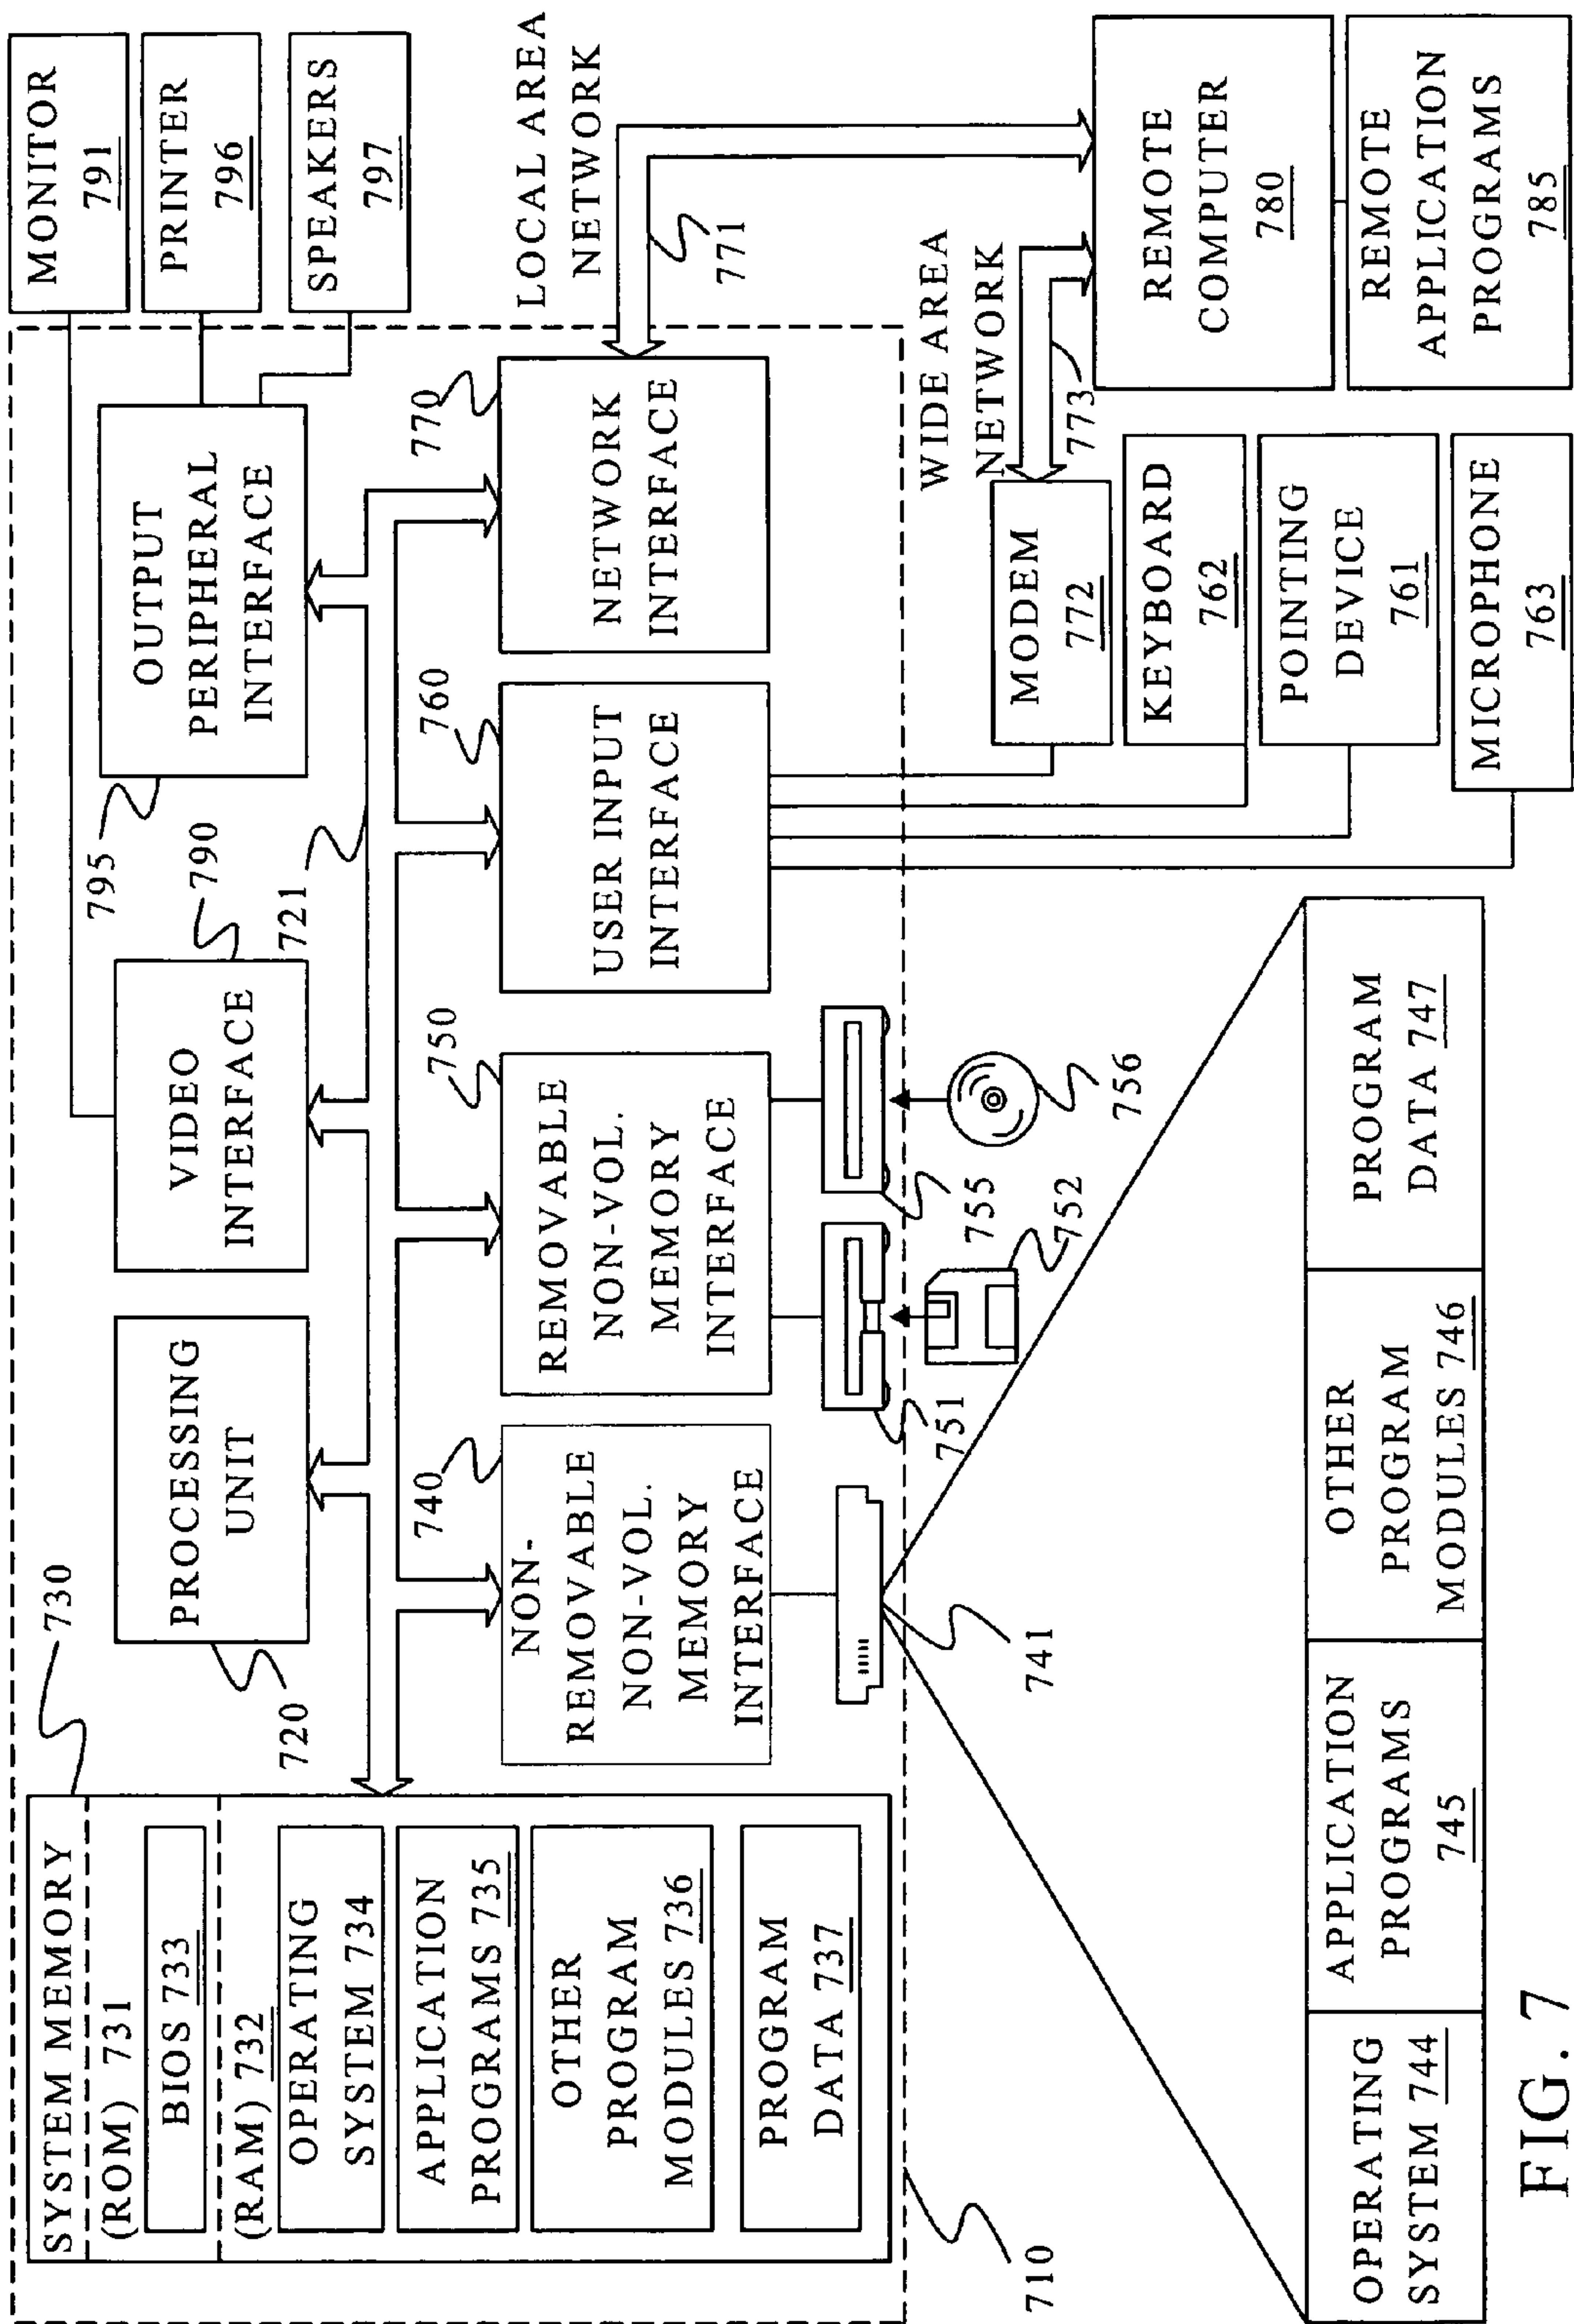 SYSTEM MEMORY
(ROM) 731
BIOS 733
(RAM) 732
OPERATING
SYSTEM 734
APPLICATION
PROGRAMS 735
OTHER
PROGRAM
MODULES 736
PROGRAM
DATA 737
730
PROCESSING
UNIT
720
VIDEO
INTERFACE
790
721
OUTPUT
PERIPHERAL
INTERFACE
795
MONITOR
791
PRINTER
796
SPEAKERS
797
NON-
REMOVABLE
NON-VOL.
MEMORY
INTERFACE
740
REMOVABLE
NON-VOL.
MEMORY
INTERFACE
750
USER INPUT
INTERFACE
760
NETWORK
INTERFACE
770
LOCAL AREA
NETWORK
771
741
751
752
755
756
WIDE AREA
NETWORK
773
MODEM
772
KEYBOARD
762
POINTING
DEVICE
761
MICROPHONE
763
REMOTE
COMPUTER
780
REMOTE
APPLICATION
PROGRAMS
785
710
OPERATING
SYSTEM 744
APPLICATION
PROGRAMS
745
OTHER
PROGRAM
MODULES 746
PROGRAM
DATA 747
FIG. 7